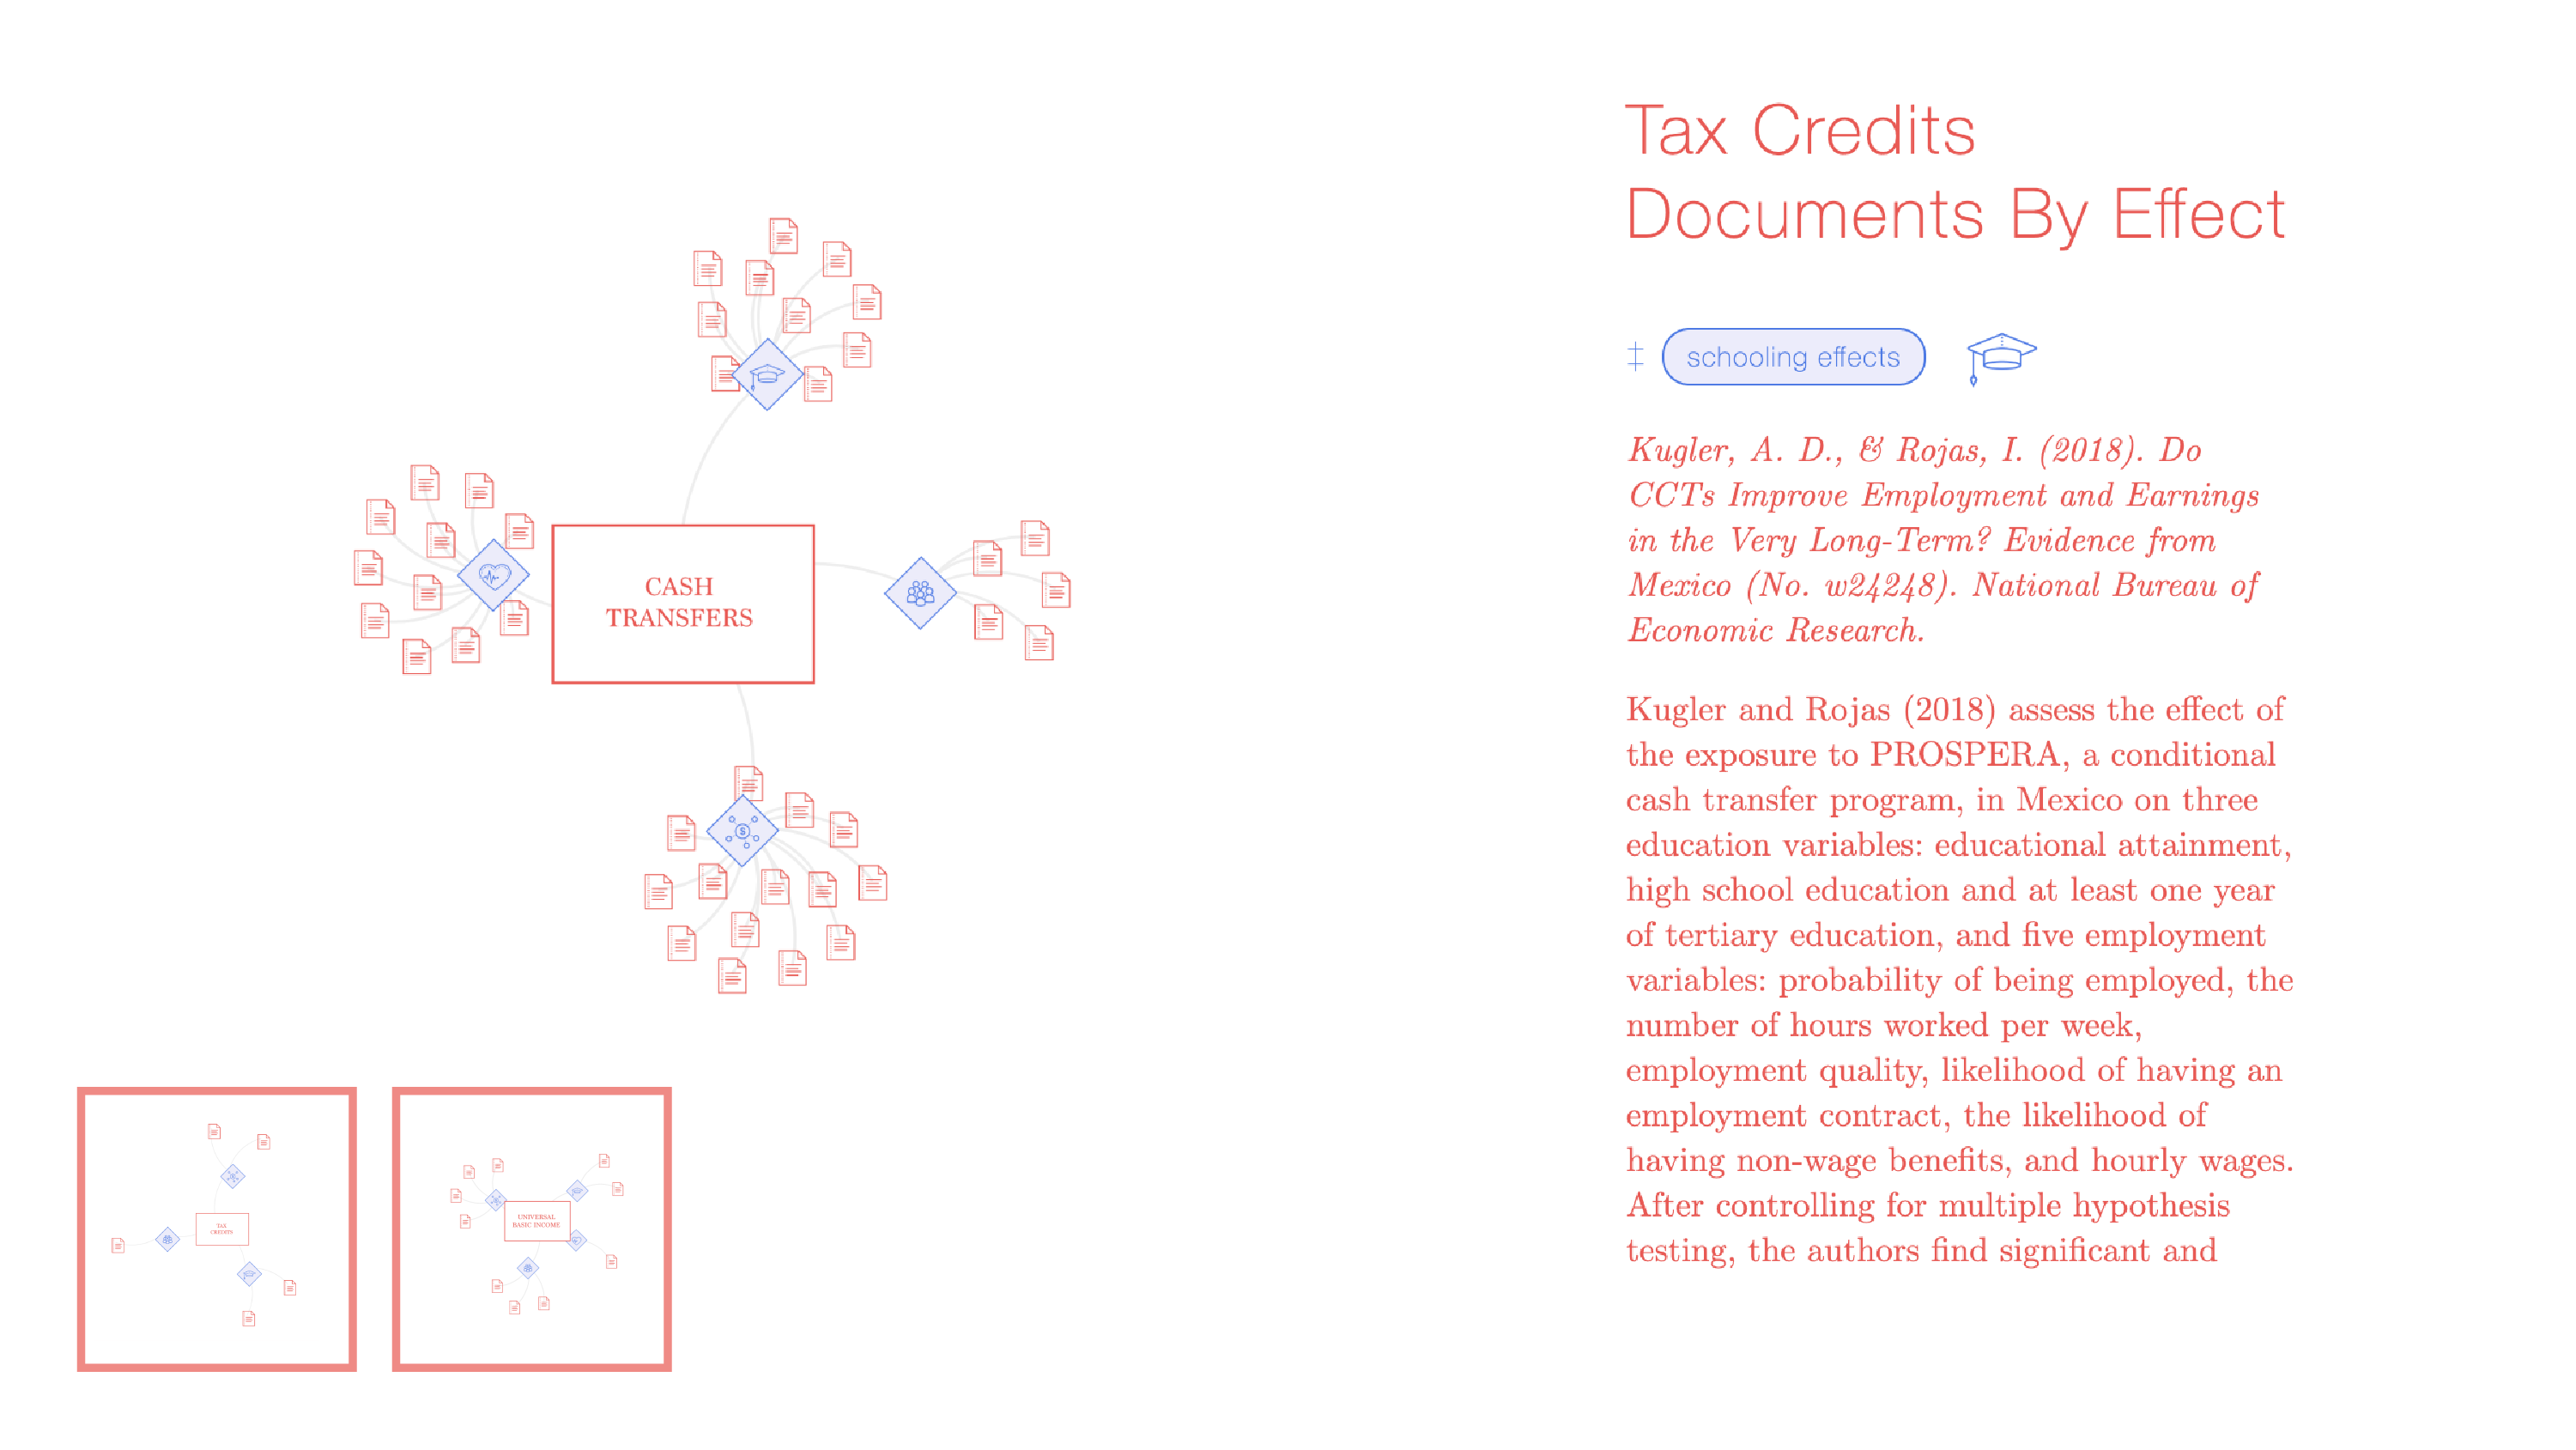 Tax Credits
Documents By Effect
‡ schooling effects
Kugler, A. D., & Rojas, I. (2018). Do
CCTs Improve Employment and Earnings
in the Very Long-Term? Evidence from
Mexico (No. w24248). National Bureau of
Economic Research.
Kugler and Rojas (2018) assess the effect of
the exposure to PROSPERA, a conditional
cash transfer program, in Mexico on three
education variables: educational attainment,
high school education and at least one year
of tertiary education, and five employment
variables: probability of being employed, the
number of hours worked per week,
employment quality, likelihood of having an
employment contract, the likelihood of
having non-wage benefits, and hourly wages.
After controlling for multiple hypothesis
testing, the authors find significant and
CASH
TRANSFERS
TAX
CREDITS
UNIVERSAL
BASIC INCOME